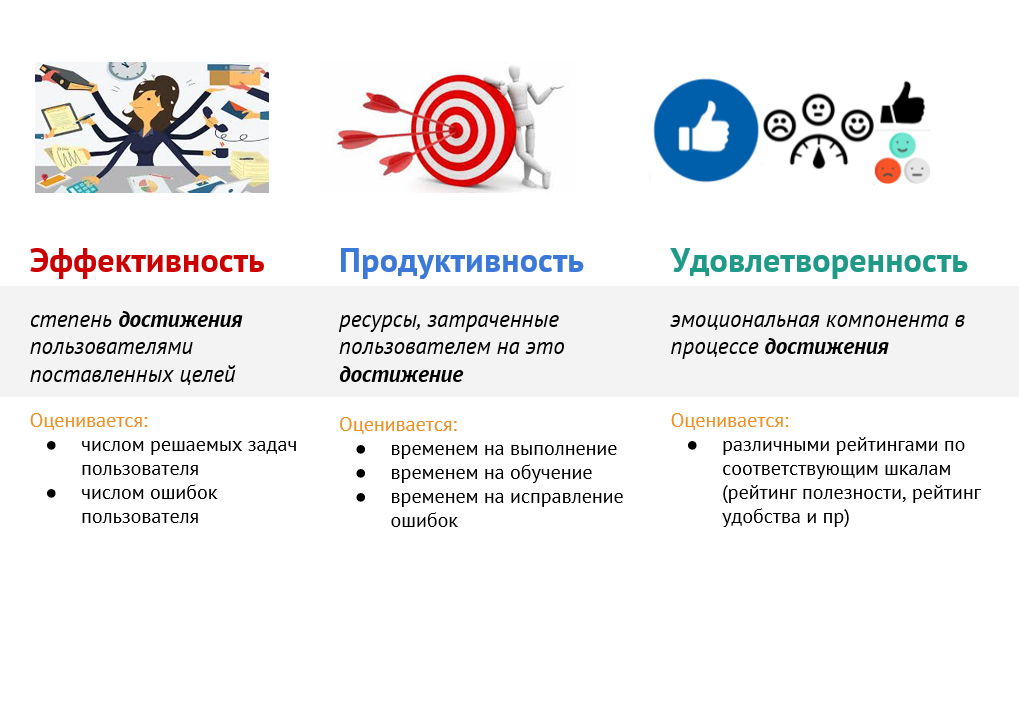 Эффективность
степень достижения
пользователями
поставленных целей
Оценивается:
● числом решаемых задач
пользователя
● числом ошибок
пользователя
Продуктивность
ресурсы, затраченные
пользователем на это
достижение
Оценивается:
● временем на выполнение
● временем на обучение
● временем на исправление
ошибок
Удовлетворенность
эмоциональная компонента в
процессе достижения
Оценивается:
● различными рейтингами по
соответствующим шкалам
(рейтинг полезности, рейтинг
удобства и пр)